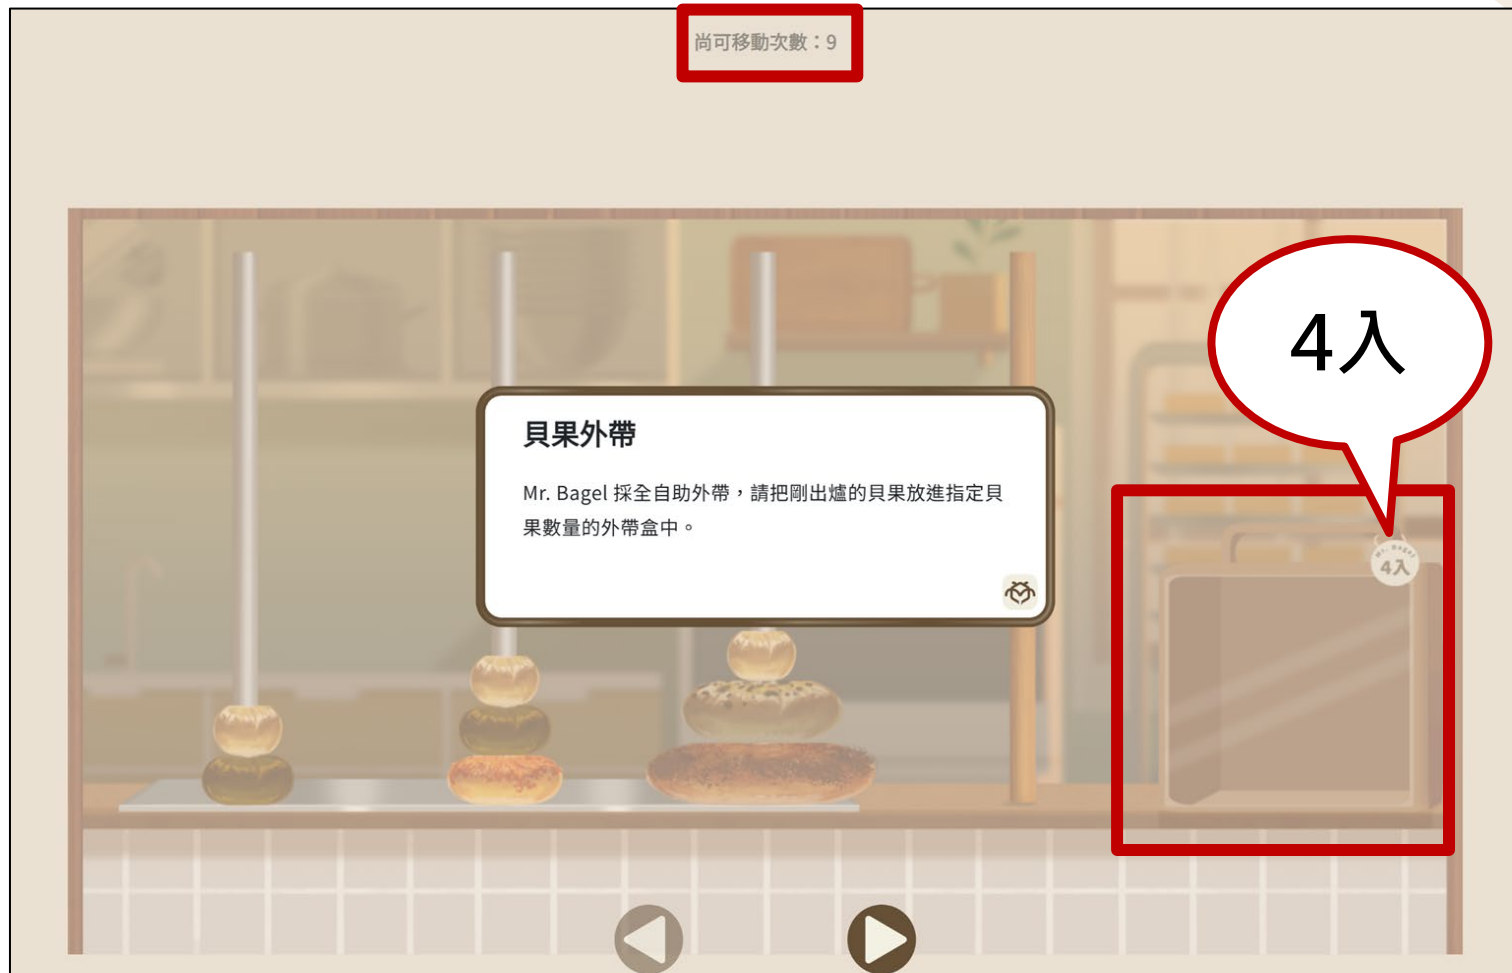 尚可移動次數：9
4入
貝果外帶
Mr. Bagel 採全自助外帶，請把剛出爐的貝果放進指定貝
果數量的外帶盒中。
Mr. Bagel
4入